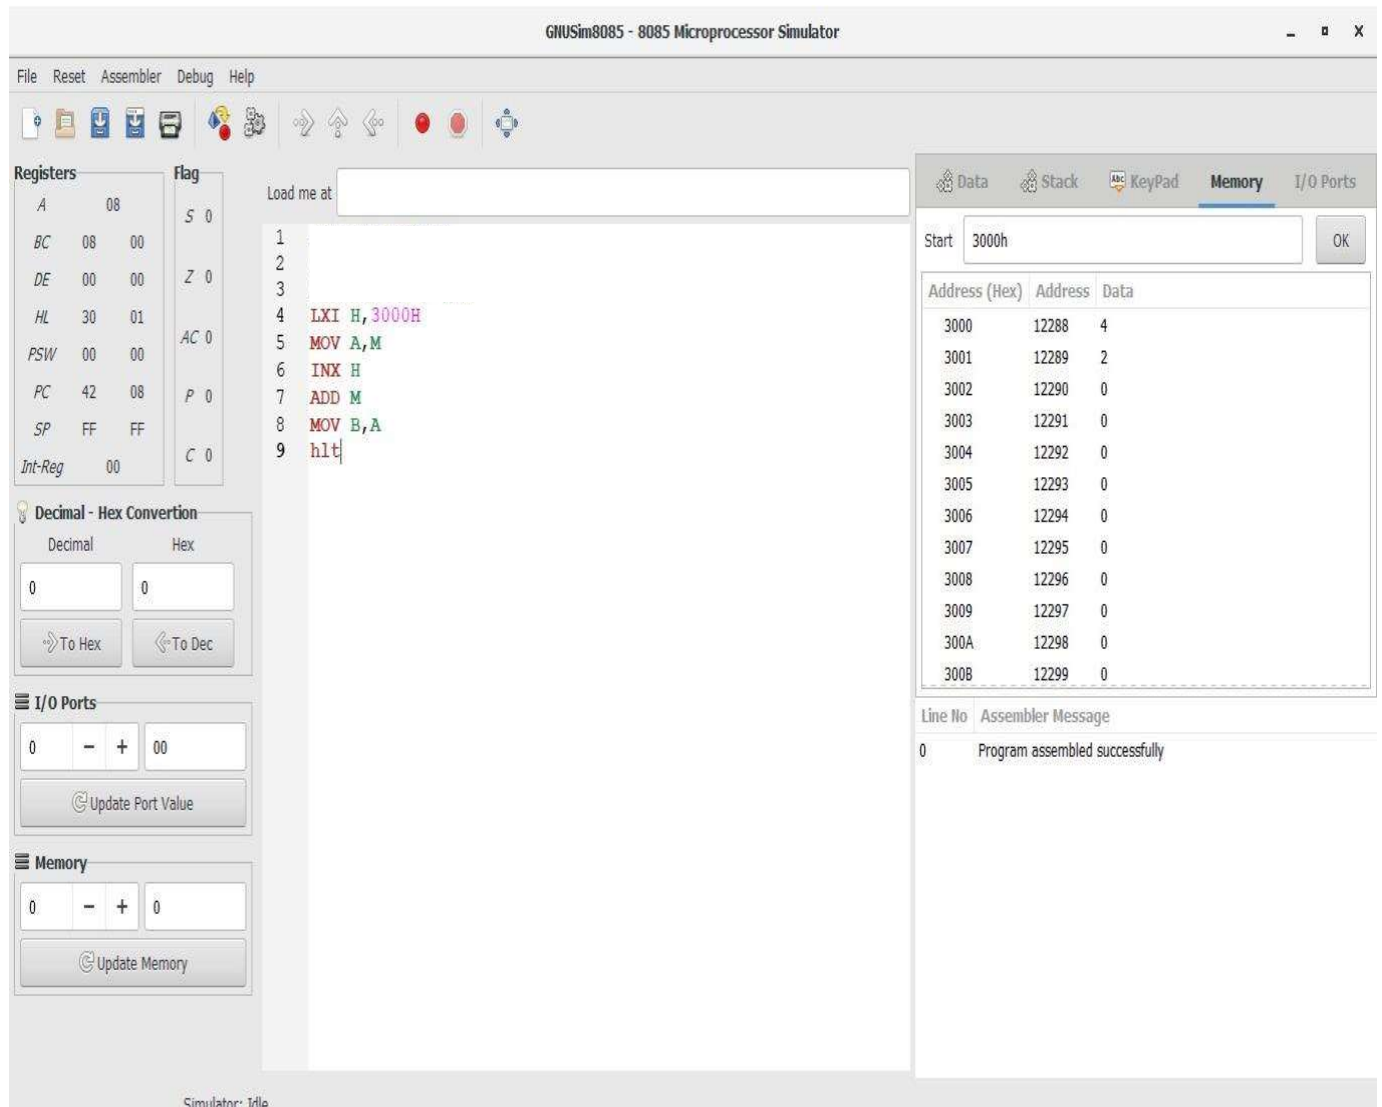 GNUSim8085 - 8085 Microprocessor Simulator
File Reset Assembler Debug Help
Registers
A 08
BC 08 00
DE 00 00
HL 30 01
PSW 00 00
PC 42 08
SP FF FF
Int-Reg 00
Flag
S 0
Z 0
AC 0
P 0
C 0
Decimal - Hex Convertion
Decimal Hex
0 0
To Hex To Dec
I/O Ports
0 - + 00
Update Port Value
Memory
0 - + 0
Update Memory
Load me at
1
2
3
4 LXI H,3000H
5 MOV A,M
6 INX H
7 ADD M
8 MOV B,A
9 hlt
Data Stack Abc KeyPad Memory I/O Ports
Start 3000h OK
Address (Hex) Address Data
3000 12288 4
3001 12289 2
3002 12290 0
3003 12291 0
3004 12292 0
3005 12293 0
3006 12294 0
3007 12295 0
3008 12296 0
3009 12297 0
300A 12298 0
300B 12299 0
Line No Assembler Message
0 Program assembled successfully
Simulator: Idle